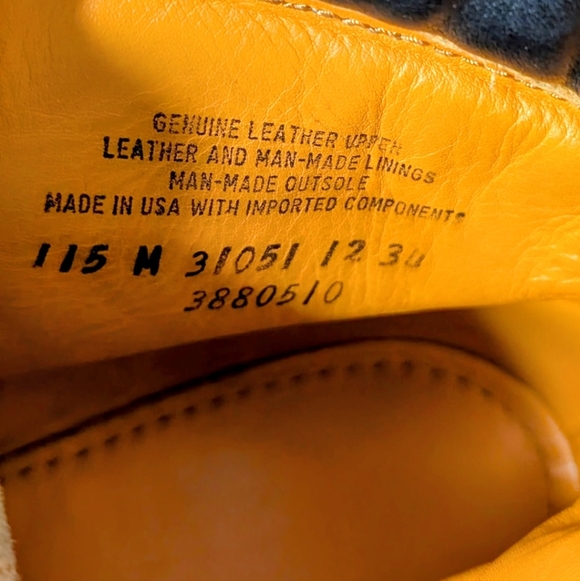 GENUINE LEATHER UPPER
LEATHER AND MAN-MADE LININGS
MAN-MADE OUTSOLE
MADE IN USA WITH IMPORTED COMPONENTS
115 M 31051 12 34
3880510